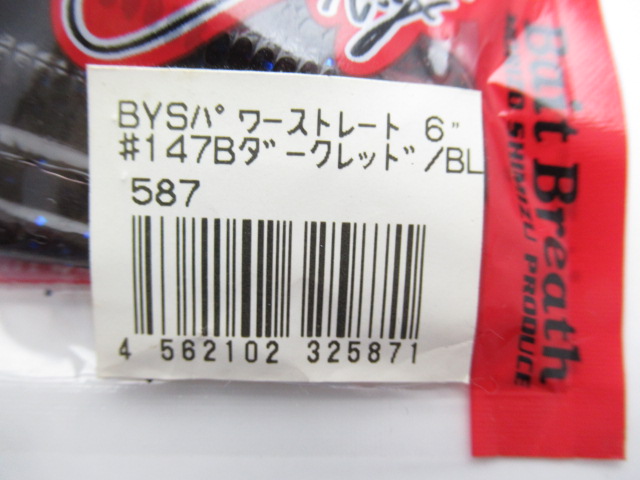 BYSﾊﾟﾜｰストレート 6"
#147Bﾀﾞｰクレッドﾞ/BL
587
4 562102 325871
Bait Breath
SHIMIZU PRODUCE